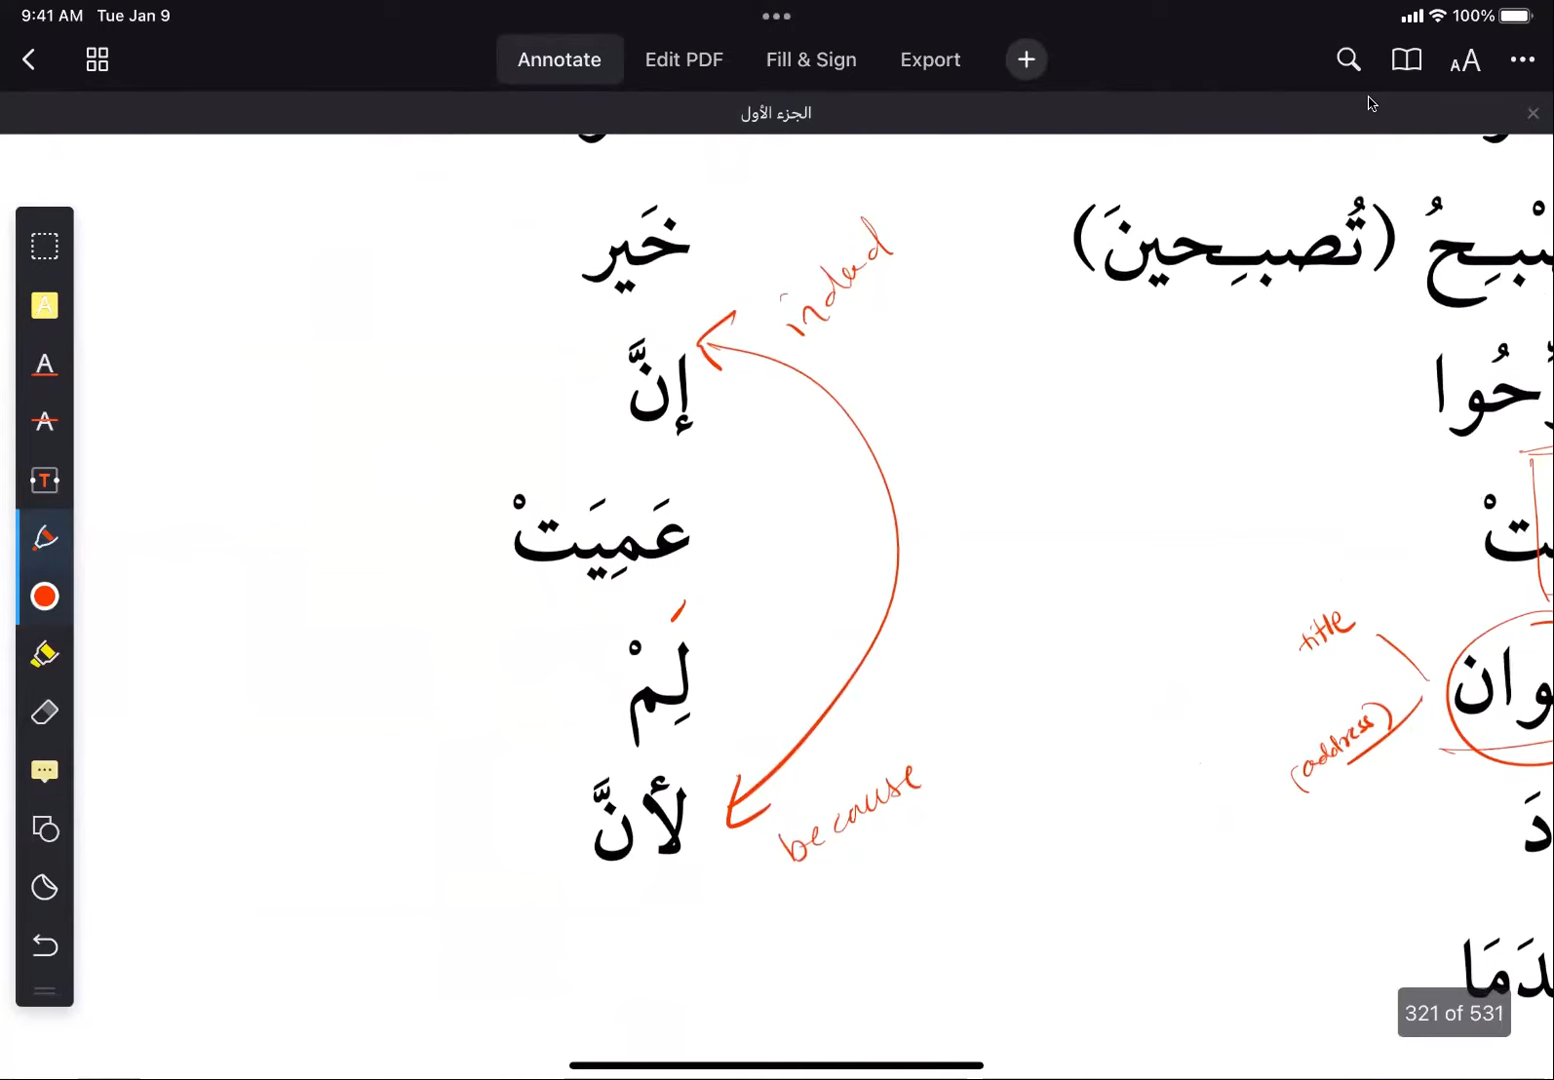 9:41 AM Tue Jan 9
100%
Annotate Edit PDF Fill & Sign Export
الجزء الأول
(تُصبِحينَ)
خَير
indeed
إنَّ
عَمِيَتْ
title
لِمْ
(address)
because
لأنَّ
321 of 531